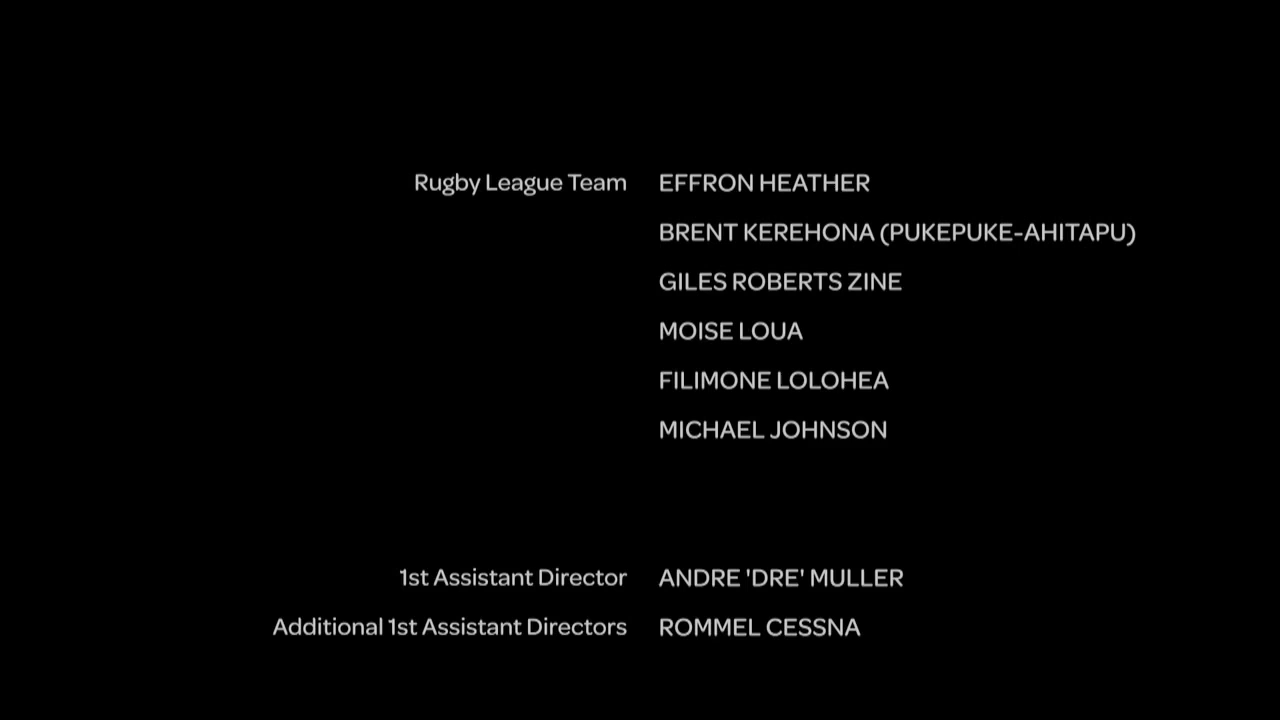 Rugby League Team EFFRON HEATHER
BRENT KEREHONA (PUKEPUKE-AHITAPU)
GILES ROBERTS ZINE
MOISE LOUA
FILIMONE LOLOHEA
MICHAEL JOHNSON
1st Assistant Director ANDRE 'DRE' MULLER
Additional 1st Assistant Directors ROMMEL CESSNA